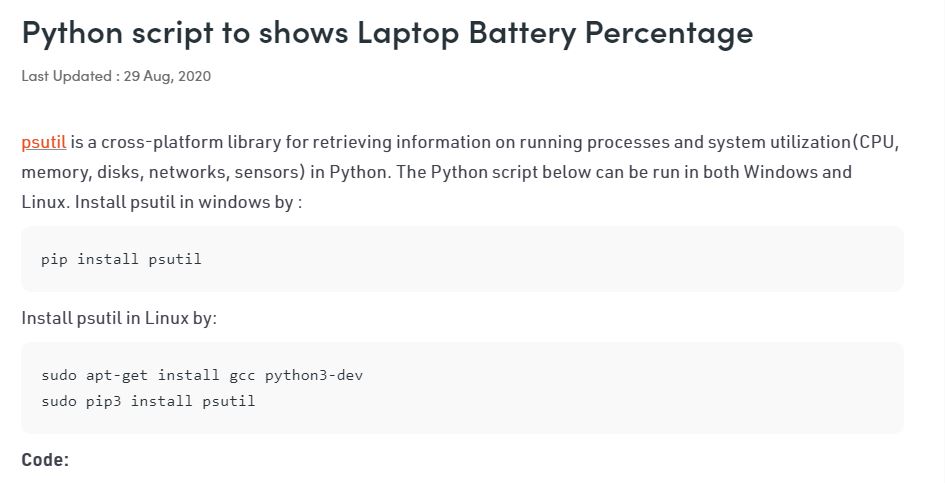 Python script to shows Laptop Battery Percentage
Last Updated : 29 Aug, 2020
psutil is a cross-platform library for retrieving information on running processes and system utilization(CPU,
memory, disks, networks, sensors) in Python. The Python script below can be run in both Windows and
Linux. Install psutil in windows by :
pip install psutil
Install psutil in Linux by:
sudo apt-get install gcc python3-dev
sudo pip3 install psutil
Code: